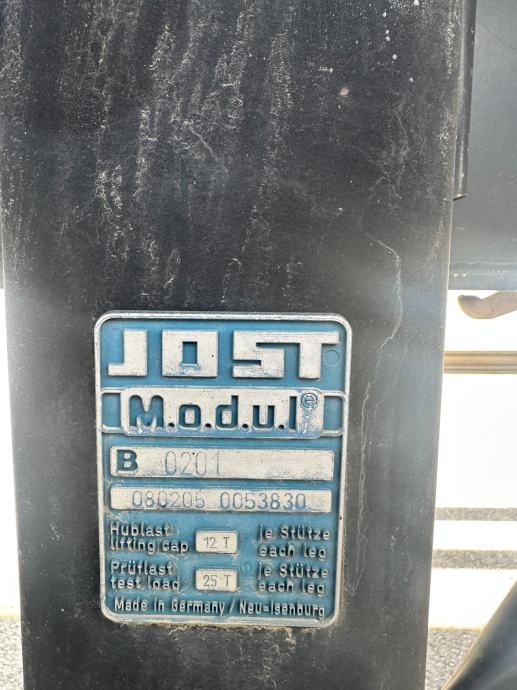 JOST
M.o.d.u.l ®
B 0201
080205 0053830
Hublast 12 T je Stütze
lifting cap. each leg
Prüflast 25 T je Stütze
test.load each leg
Made in Germany / Neu-Isenburg